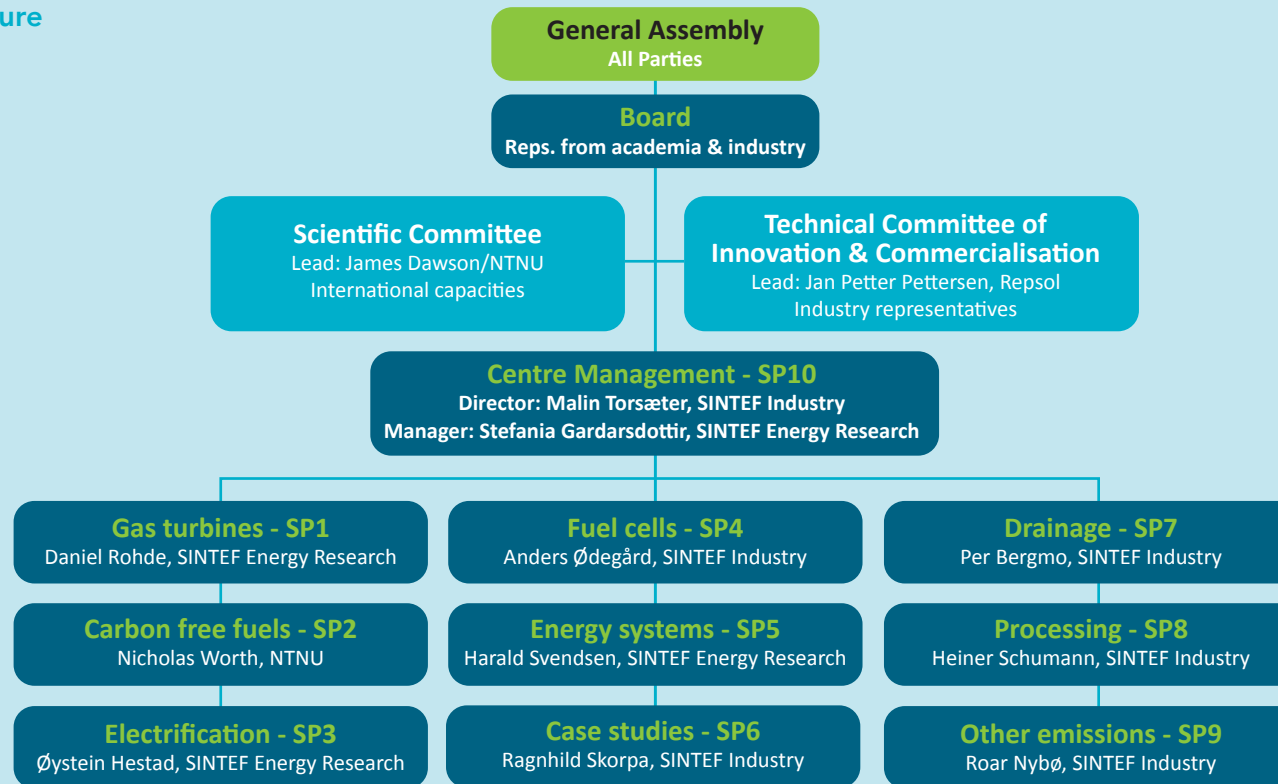 ure
General Assembly
All Parties
Board
Reps. from academia & industry
Scientific Committee
Lead: James Dawson/NTNU
International capacities
Technical Committee of
Innovation & Commercialisation
Lead: Jan Petter Pettersen, Repsol
Industry representatives
Centre Management - SP10
Director: Malin Torsæter, SINTEF Industry
Manager: Stefania Gardarsdottir, SINTEF Energy Research
Gas turbines - SP1
Daniel Rohde, SINTEF Energy Research
Fuel cells - SP4
Anders Ødegård, SINTEF Industry
Drainage - SP7
Per Bergmo, SINTEF Industry
Carbon free fuels - SP2
Nicholas Worth, NTNU
Energy systems - SP5
Harald Svendsen, SINTEF Energy Research
Processing - SP8
Heiner Schumann, SINTEF Industry
Electrification - SP3
Øystein Hestad, SINTEF Energy Research
Case studies - SP6
Ragnhild Skorpa, SINTEF Industry
Other emissions - SP9
Roar Nybø, SINTEF Industry